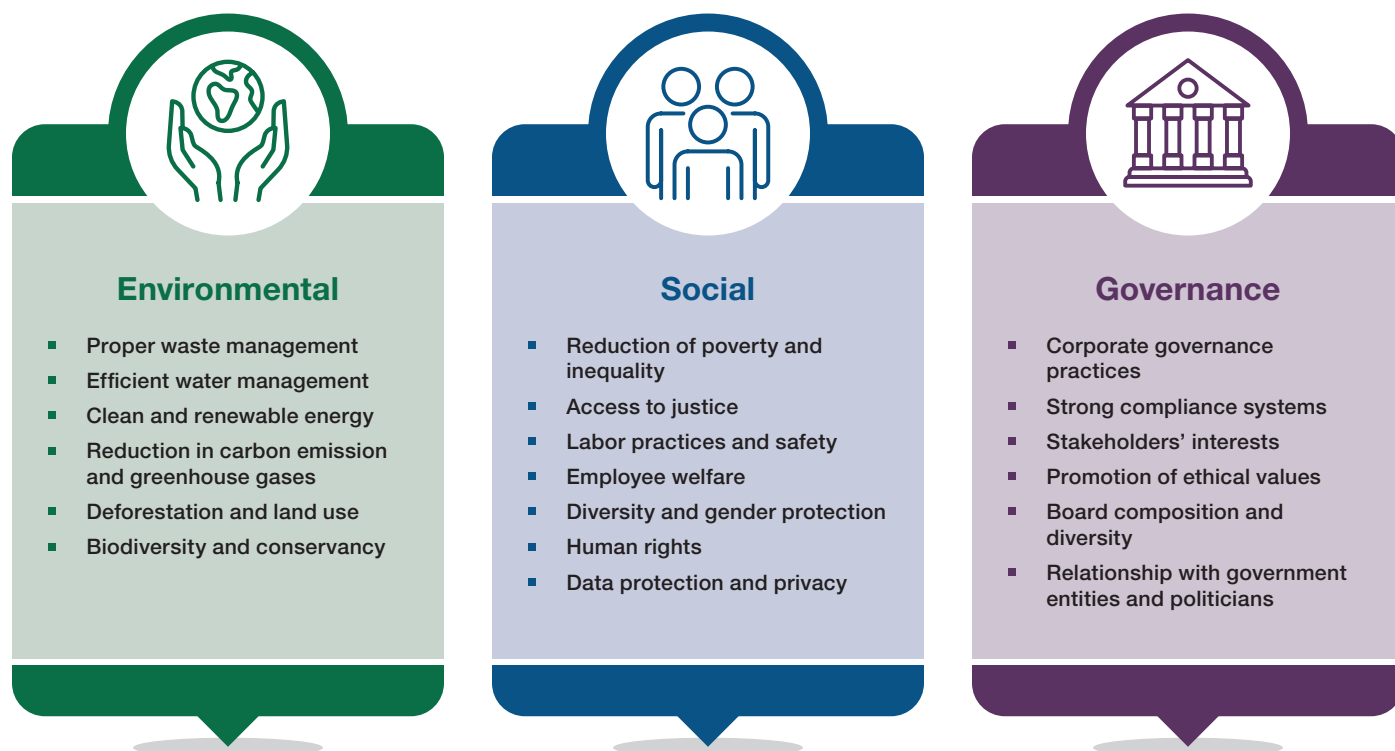 Environmental
Proper waste management
Efficient water management
Clean and renewable energy
Reduction in carbon emission
and greenhouse gases
Deforestation and land use
Biodiversity and conservancy
Social
Reduction of poverty and
inequality
Access to justice
Labor practices and safety
Employee welfare
Diversity and gender protection
Human rights
Data protection and privacy
Governance
Corporate governance
practices
Strong compliance systems
Stakeholders’ interests
Promotion of ethical values
Board composition and
diversity
Relationship with government
entities and politicians